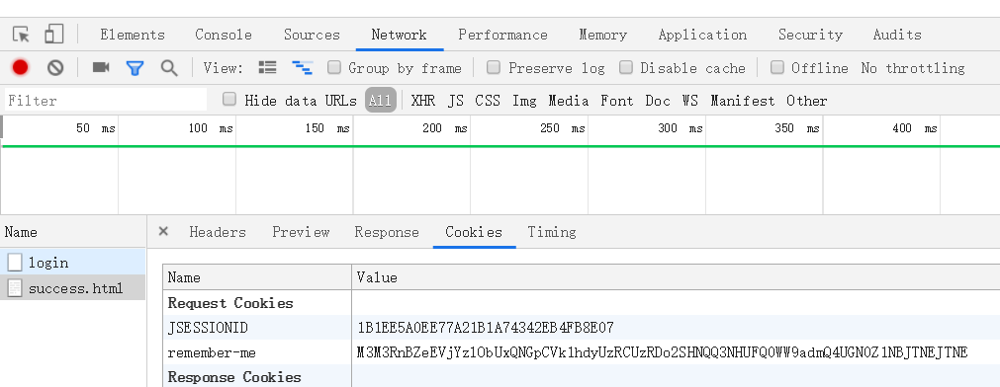 Elements Console Sources Network Performance Memory Application Security Audits
View: Group by frame Preserve log Disable cache Offline No throttling
Filter Hide data URLs All XHR JS CSS Img Media Font Doc WS Manifest Other
50 ms 100 ms 150 ms 200 ms 250 ms 300 ms 350 ms 400 ms
Name × Headers Preview Response Cookies Timing
login
success.html
Name Value
Request Cookies
JSESSIONID 1B1EE5A0EE77A21B1A74342EB4FB8E07
remember-me M3M3RnBZeEVjYzlObUxQNGpCVk1hdyUzRCUzRDo2SHNQQ3NHUFQ0WW9admQ4UGN0Z1NBJTNEJTNE
Response Cookies